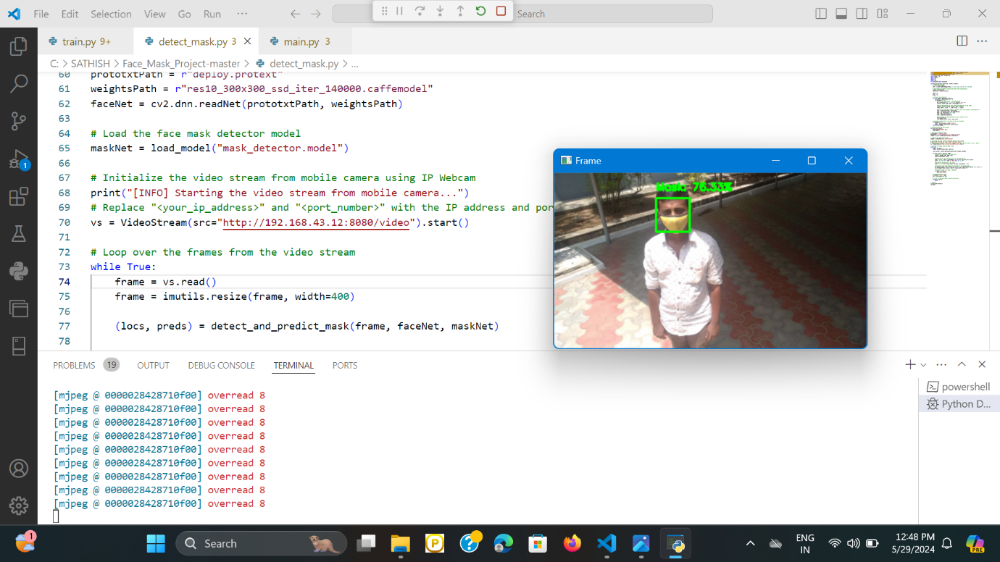 File Edit Selection View Go Run ··· Search
train.py 9+ detect_mask.py 3 main.py 3
C: > SATHISH > Face_Mask_Project-master > detect_mask.py > ...
60 prototxtPath = r"deploy.protext"
61 weightsPath = r"res10_300x300_ssd_iter_140000.caffemodel"
62 faceNet = cv2.dnn.readNet(prototxtPath, weightsPath)
63
64 # Load the face mask detector model
65 maskNet = load_model("mask_detector.model")
66
67 # Initialize the video stream from mobile camera using IP Webcam
68 print("[INFO] Starting the video stream from mobile camera...")
69 # Replace "<your_ip_address>" and "<port_number>" with the IP address and por
70 vs = VideoStream(src="http://192.168.43.12:8080/video").start()
71
72 # Loop over the frames from the video stream
73 while True:
74 frame = vs.read()
75 frame = imutils.resize(frame, width=400)
76
77 (locs, preds) = detect_and_predict_mask(frame, faceNet, maskNet)
78
Frame
Mask: 76.33%
1
PROBLEMS 19 OUTPUT DEBUG CONSOLE TERMINAL PORTS
[mjpeg @ 0000028428710f00] overread 8
[mjpeg @ 0000028428710f00] overread 8
[mjpeg @ 0000028428710f00] overread 8
[mjpeg @ 0000028428710f00] overread 8
[mjpeg @ 0000028428710f00] overread 8
[mjpeg @ 0000028428710f00] overread 8
[mjpeg @ 0000028428710f00] overread 8
[mjpeg @ 0000028428710f00] overread 8
[mjpeg @ 0000028428710f00] overread 8
powershell
Python D...
1 Search P ? ENG 12:48 PM
IN 5/29/2024 PRE